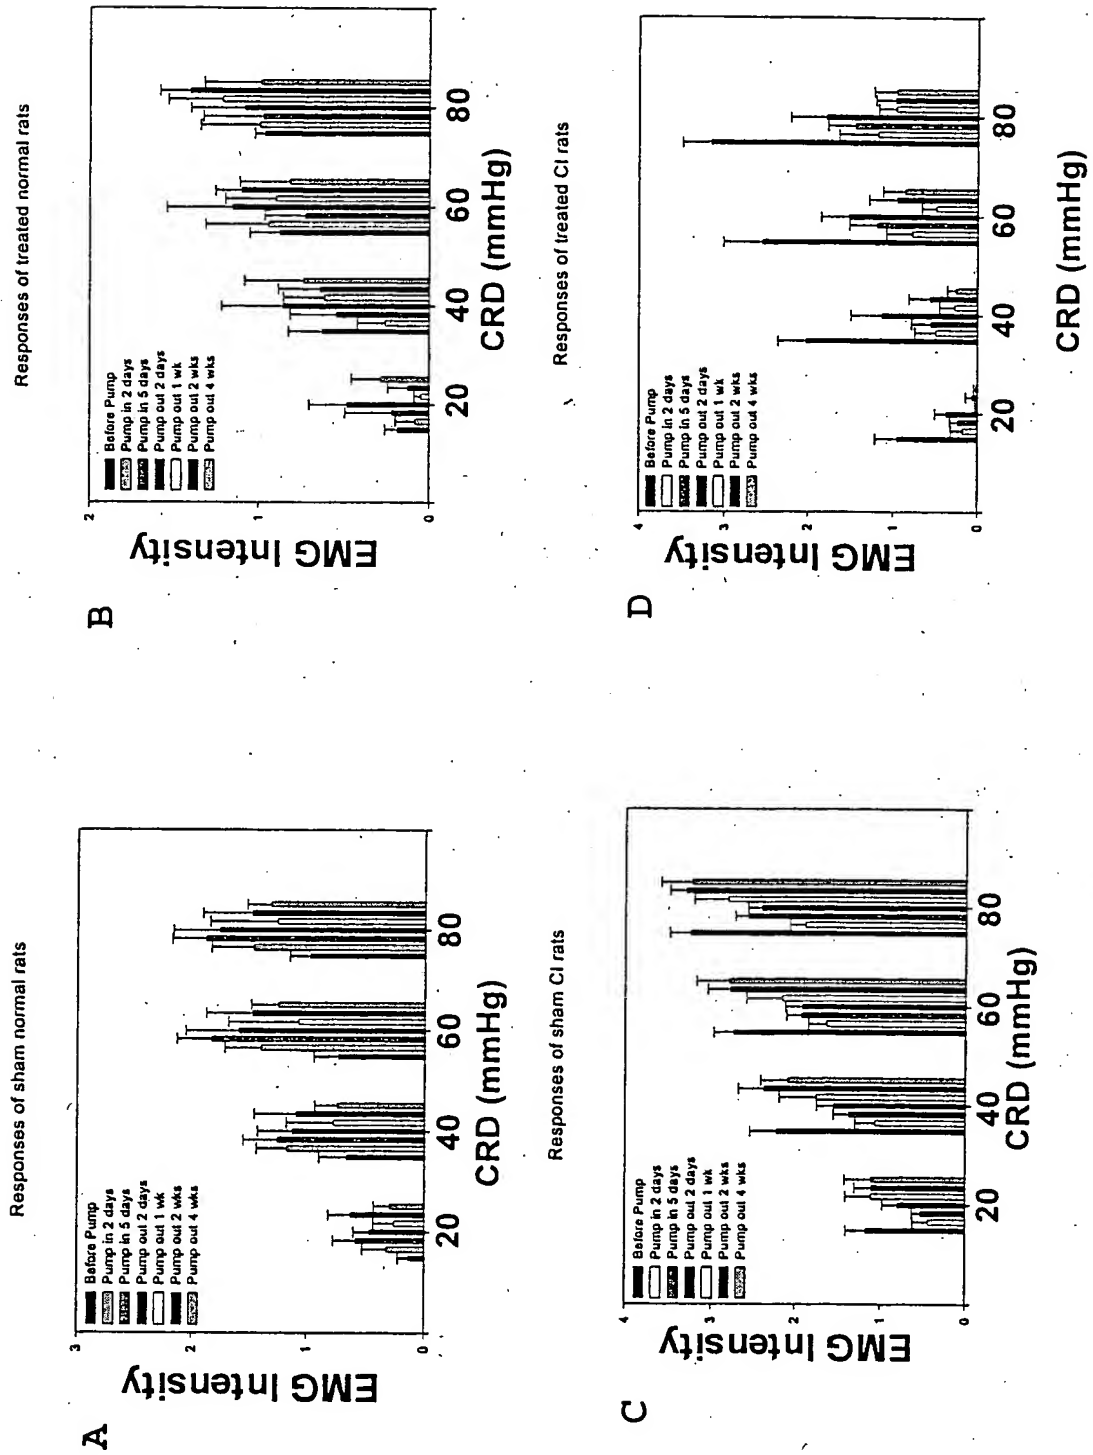 A
Responses of sham normal rats
EMG Intensity
3
2
1
0
Before Pump
Pump in 2 days
Pump in 5 days
Pump out 2 days
Pump out 1 wk
Pump out 2 wks
Pump out 4 wks
20
40
60
80
CRD (mmHg)
B
Responses of treated normal rats
EMG Intensity
2
1
0
Before Pump
Pump in 2 days
Pump in 5 days
Pump out 2 days
Pump out 1 wk
Pump out 2 wks
Pump out 4 wks
20
40
60
80
CRD (mmHg)
C
Responses of sham CI rats
EMG Intensity
4
3
2
1
0
Before Pump
Pump in 2 days
Pump in 5 days
Pump out 2 days
Pump out 1 wk
Pump out 2 wks
Pump out 4 wks
20
40
60
80
CRD (mmHg)
D
Responses of treated CI rats
EMG Intensity
4
3
2
1
0
Before Pump
Pump in 2 days
Pump in 5 days
Pump out 2 days
Pump out 1 wk
Pump out 2 wks
Pump out 4 wks
20
40
60
80
CRD (mmHg)